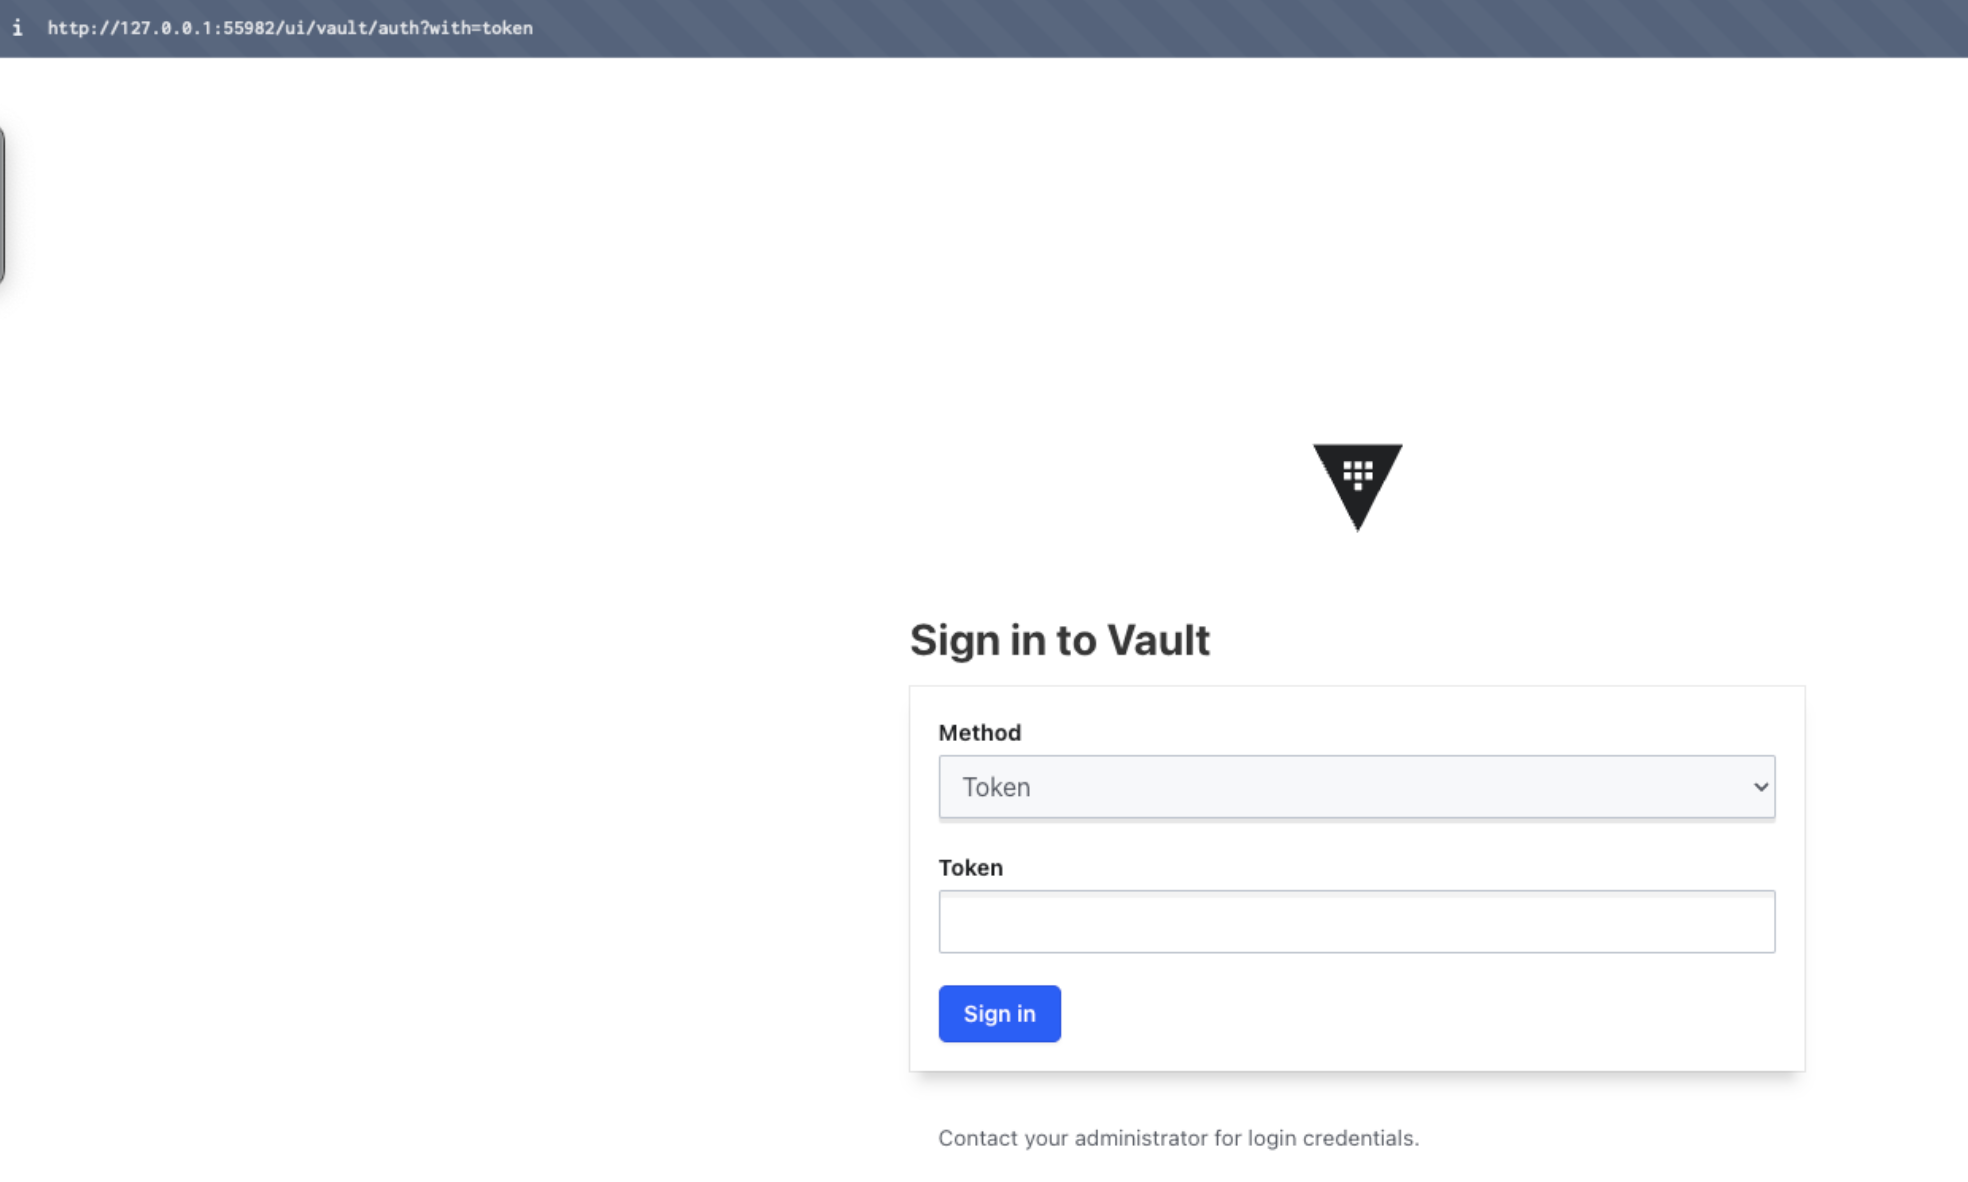 i http://127.0.0.1:55982/ui/vault/auth?with=token
Sign in to Vault
Method
Token
Token
Sign in
Contact your administrator for login credentials.